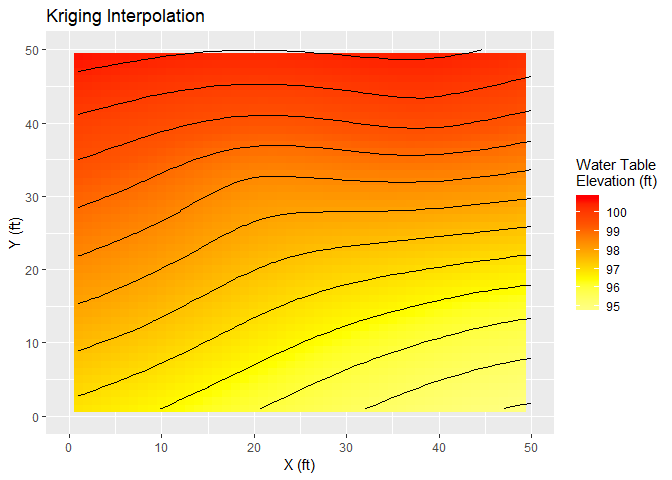 Kriging Interpolation
50
40
30
20
10
0
Y (ft)
0 10 20 30 40 50
X (ft)
Water Table
Elevation (ft)
100
99
98
97
96
95